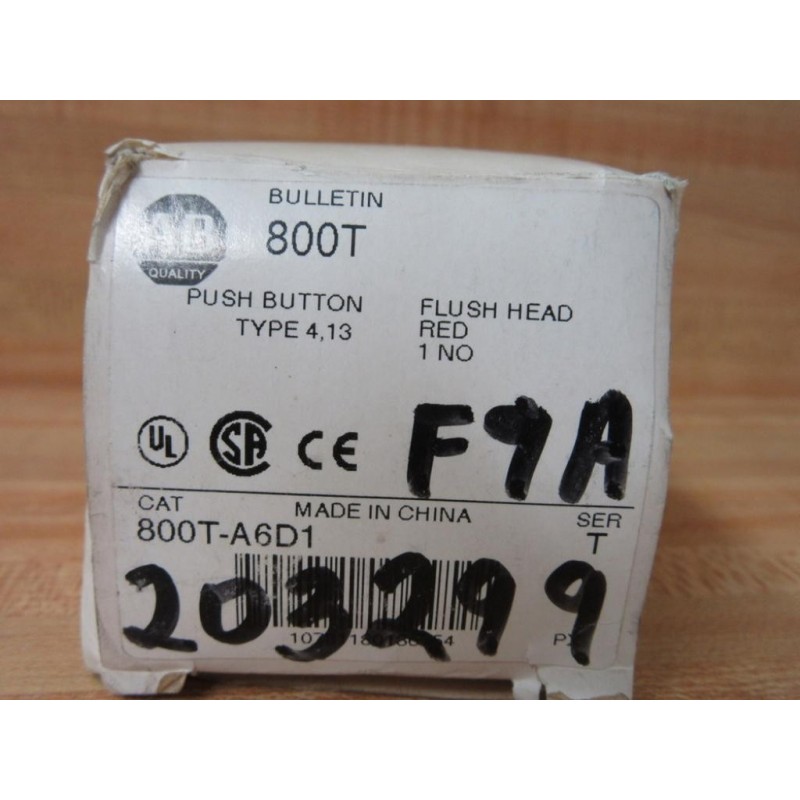 BULLETIN
AB
800T
QUALITY
PUSH BUTTON
TYPE 4,13
FLUSH HEAD
RED
1 NO
UL
SA
CE
F9A
CAT
MADE IN CHINA
SER
800T-A6D1
T
203299